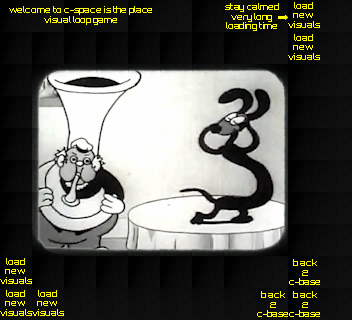 welcome to c-space is the place
visual loop game
stay calmed
very long
loading time
load
new
visuals
load
new
visuals
load
new
visuals
load
new
visuals
load
new
visuals
back
2
c-base
back
2
c-base
back
2
c-base